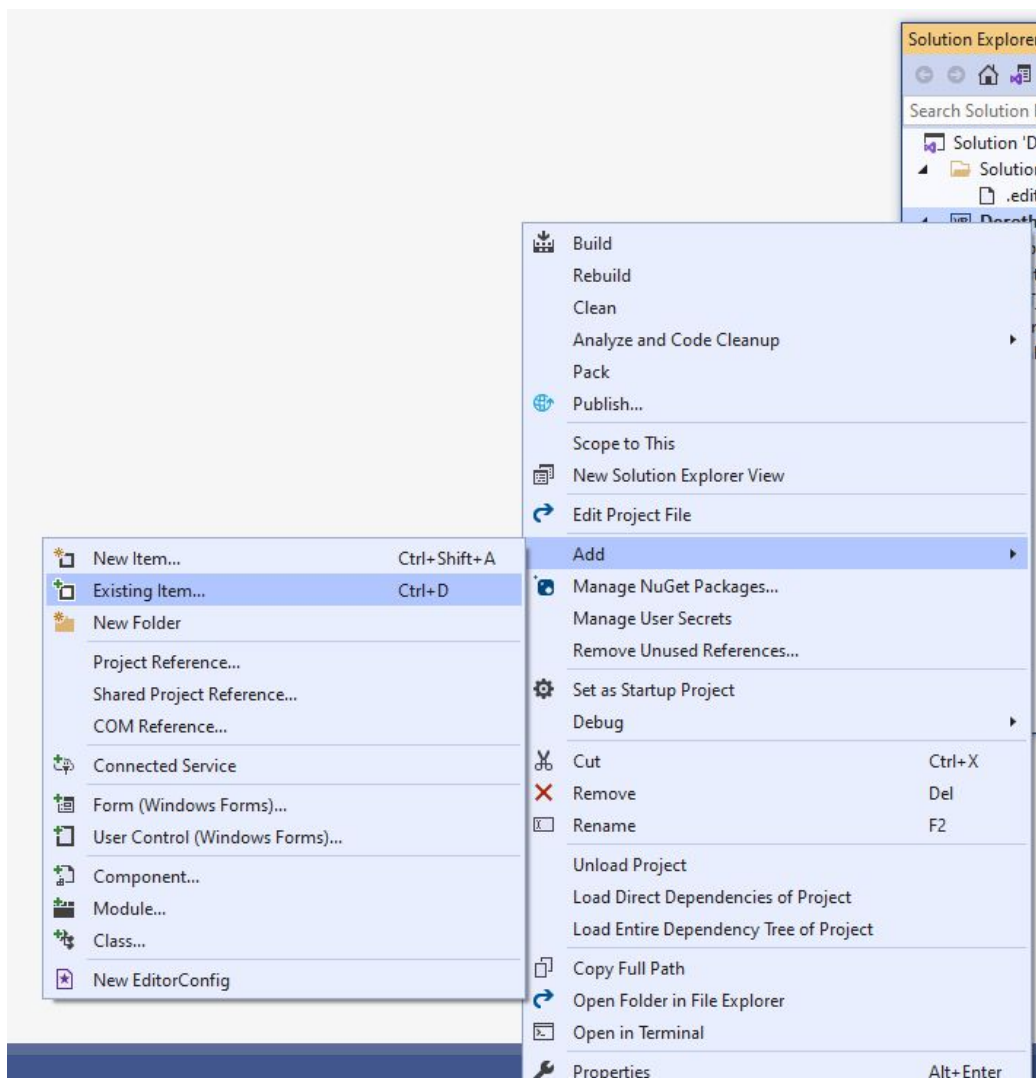 Solution Explorer
Search Solution
Solution 'D
Solution
.edit
Doroth
Build
Rebuild
Clean
Analyze and Code Cleanup
Pack
Publish...
Scope to This
New Solution Explorer View
Edit Project File
Add
Manage NuGet Packages...
Manage User Secrets
Remove Unused References...
Set as Startup Project
Debug
Cut Ctrl+X
Remove Del
Rename F2
Unload Project
Load Direct Dependencies of Project
Load Entire Dependency Tree of Project
Copy Full Path
Open Folder in File Explorer
Open in Terminal
Properties Alt+Enter
New Item... Ctrl+Shift+A
Existing Item... Ctrl+D
New Folder
Project Reference...
Shared Project Reference...
COM Reference...
Connected Service
Form (Windows Forms)...
User Control (Windows Forms)...
Component...
Module...
Class...
New EditorConfig